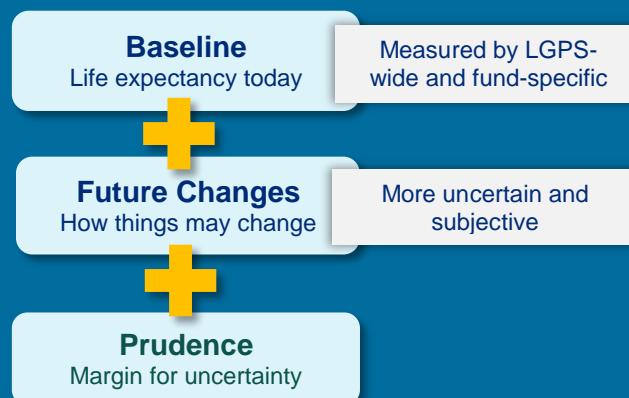 Baseline
Life expectancy today
Measured by LGPS-
wide and fund-specific
Future Changes
How things may change
More uncertain and
subjective
Prudence
Margin for uncertainty